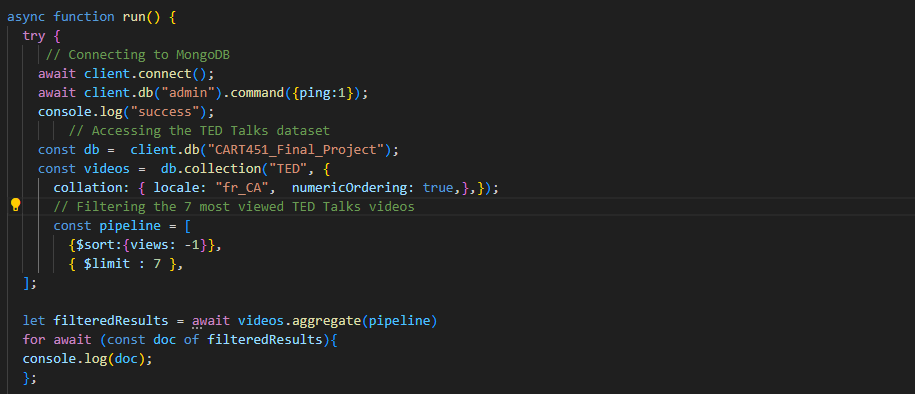 async function run() {
try {
// Connecting to MongoDB
await client.connect();
await client.db("admin").command({ping:1});
console.log("success");
// Accessing the TED Talks dataset
const db =  client.db("CART451_Final_Project");
const videos =  db.collection("TED", {
collation: { locale: "fr_CA",  numericOrdering: true,},});
// Filtering the 7 most viewed TED Talks videos
const pipeline = [
{$sort:{views: -1}},
{ $limit : 7 },
];
let filteredResults = await videos.aggregate(pipeline)
for await (const doc of filteredResults){
console.log(doc);
};